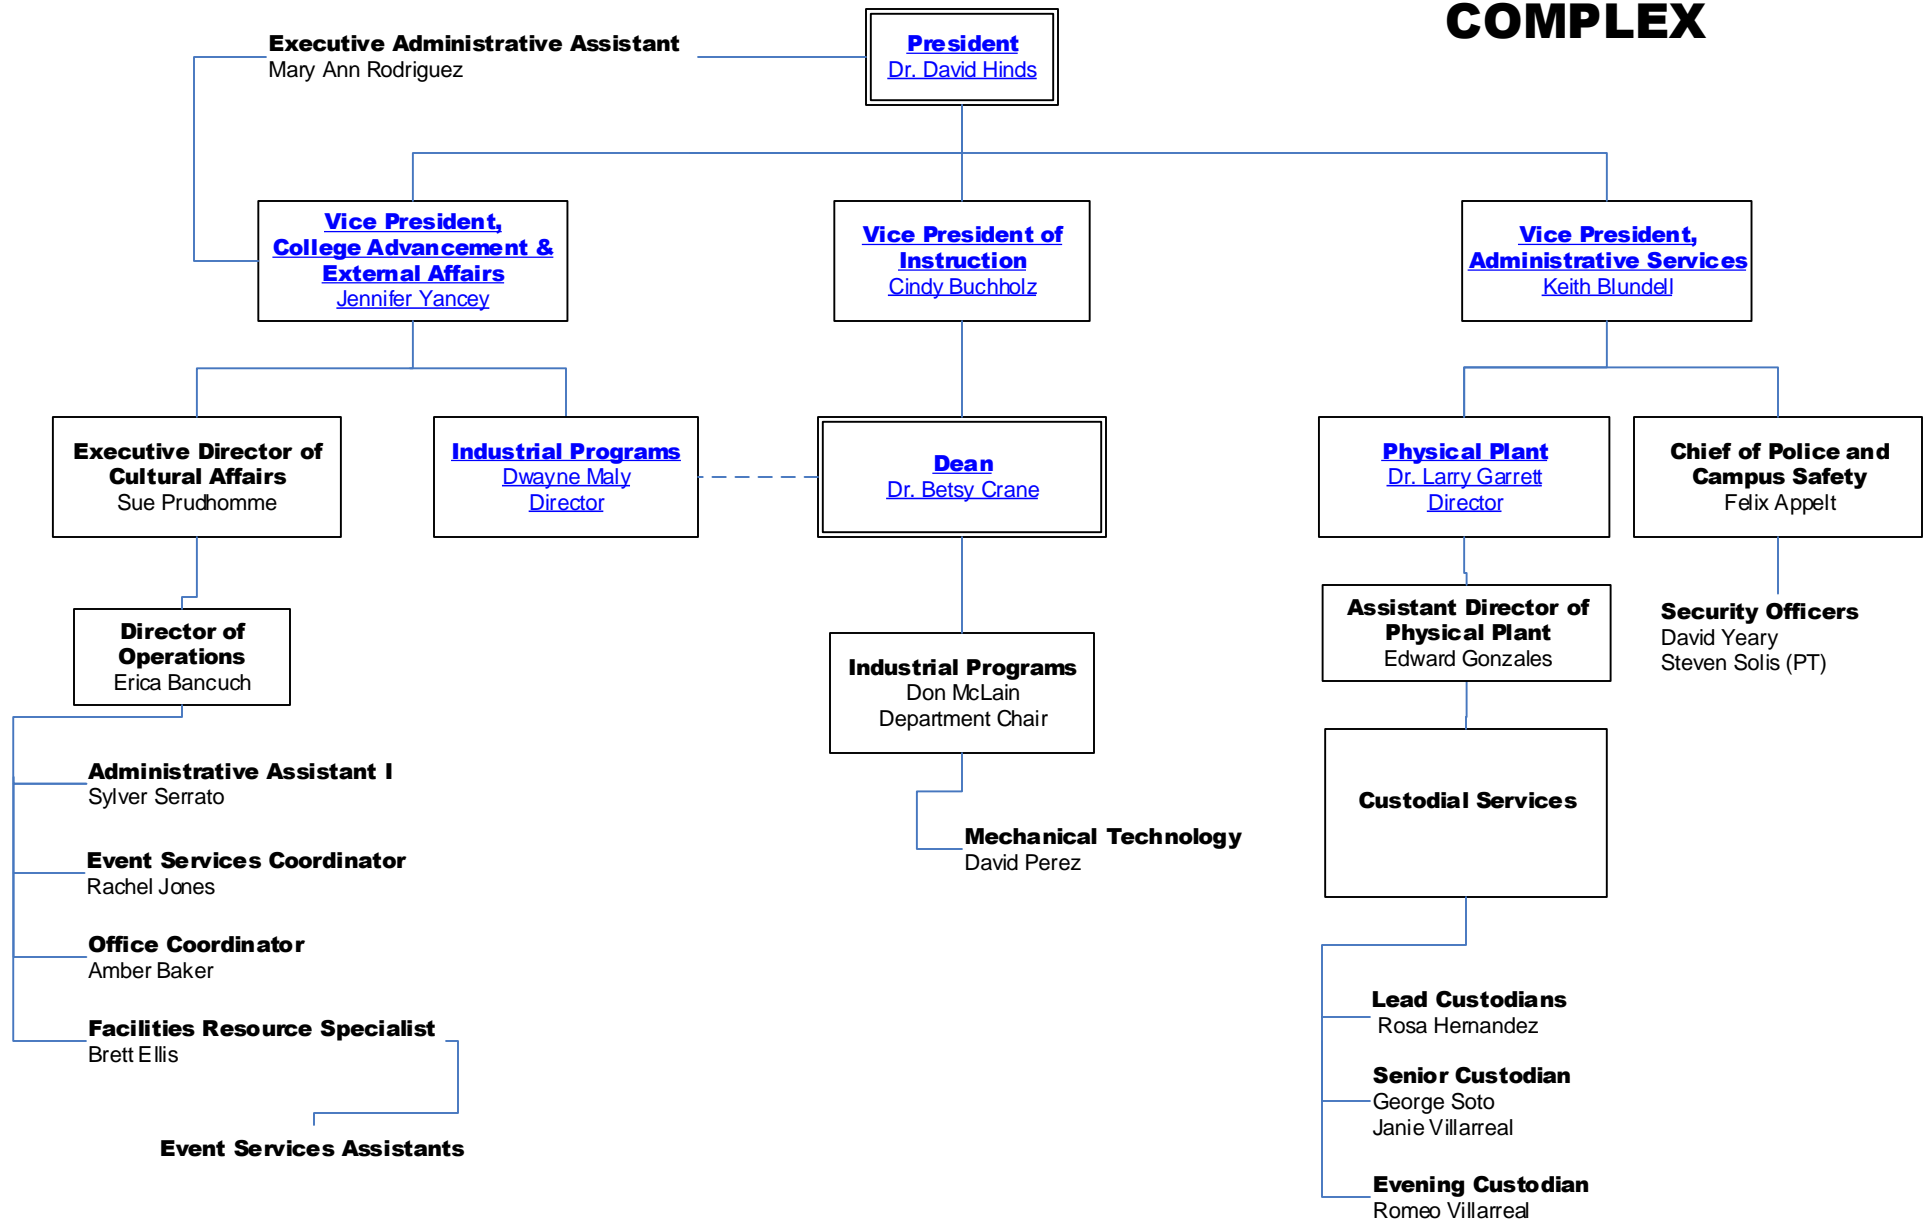 COMPLEX
Executive Administrative Assistant
Mary Ann Rodriguez
President
Dr. David Hinds
Vice President,
College Advancement &
External Affairs
Jennifer Yancey
Vice President of
Instruction
Cindy Buchholz
Vice President,
Administrative Services
Keith Blundell
Executive Director of
Cultural Affairs
Sue Prudhomme
Industrial Programs
Dwayne Maly
Director
Dean
Dr. Betsy Crane
Physical Plant
Dr. Larry Garrett
Director
Chief of Police and
Campus Safety
Felix Appelt
Director of
Operations
Erica Bancuch
Industrial Programs
Don McLain
Department Chair
Assistant Director of
Physical Plant
Edward Gonzales
Security Officers
David Yeary
Steven Solis (PT)
Administrative Assistant I
Sylver Serrato
Event Services Coordinator
Rachel Jones
Office Coordinator
Amber Baker
Facilities Resource Specialist
Brett Ellis
Event Services Assistants
Mechanical Technology
David Perez
Custodial Services
Lead Custodians
Rosa Hernandez
Senior Custodian
George Soto
Janie Villarreal
Evening Custodian
Romeo Villarreal